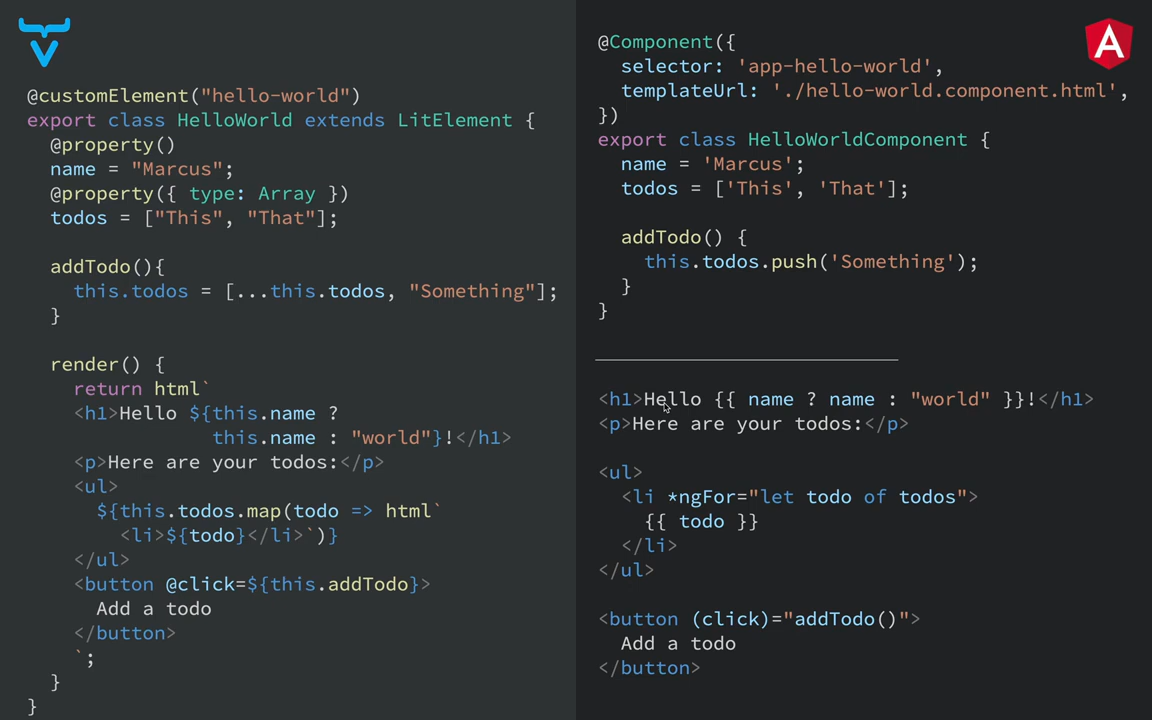 @customElement("hello-world")
export class HelloWorld extends LitElement {
  @property()
  name = "Marcus";
  @property({ type: Array })
  todos = ["This", "That"];

  addTodo(){
    this.todos = [...this.todos, "Something"];
  }

  render() {
    return html`
    <h1>Hello ${this.name ?
                this.name : "world"}!</h1>
    <p>Here are your todos:</p>
    <ul>
      ${this.todos.map(todo => html`
        <li>${todo}</li>`)}
    </ul>
    <button @click=${this.addTodo}>
      Add a todo
    </button>
    `;
  }
}
@Component({
  selector: 'app-hello-world',
  templateUrl: './hello-world.component.html',
})
export class HelloWorldComponent {
  name = 'Marcus';
  todos = ['This', 'That'];

  addTodo() {
    this.todos.push('Something');
  }
}

<h1>Hello {{ name ? name : "world" }}!</h1>
<p>Here are your todos:</p>

<ul>
  <li *ngFor="let todo of todos">
    {{ todo }}
  </li>
</ul>

<button (click)="addTodo()">
  Add a todo
</button>
A